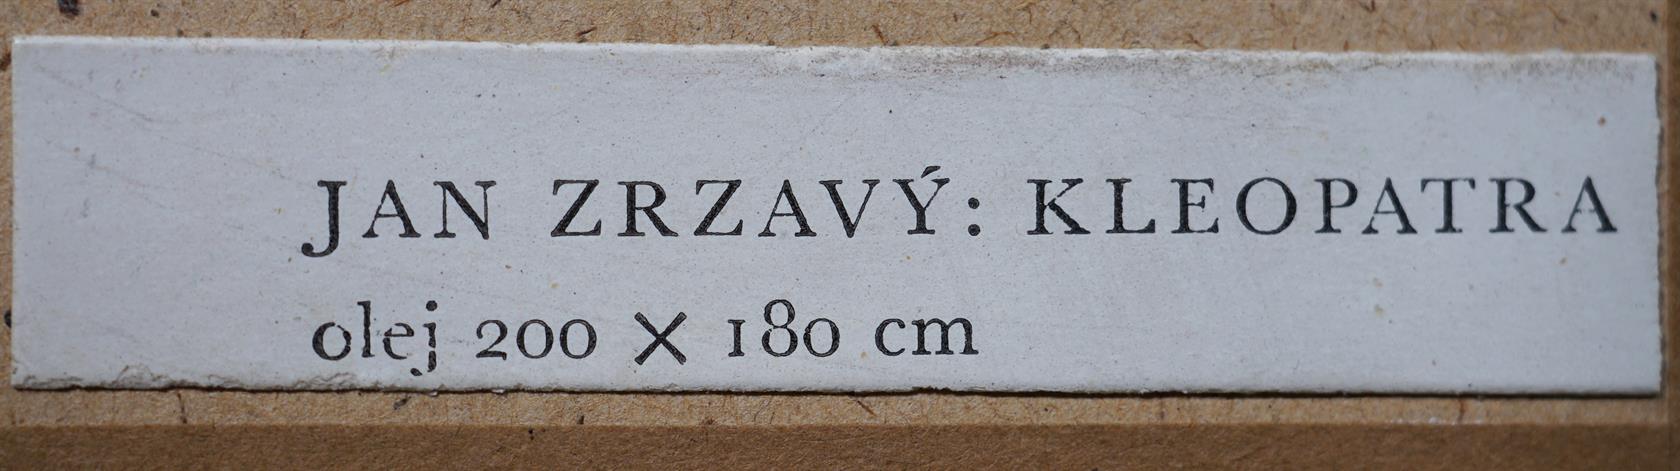 JAN ZRZAVÝ: KLEOPATRA
olej 200 × 180 cm